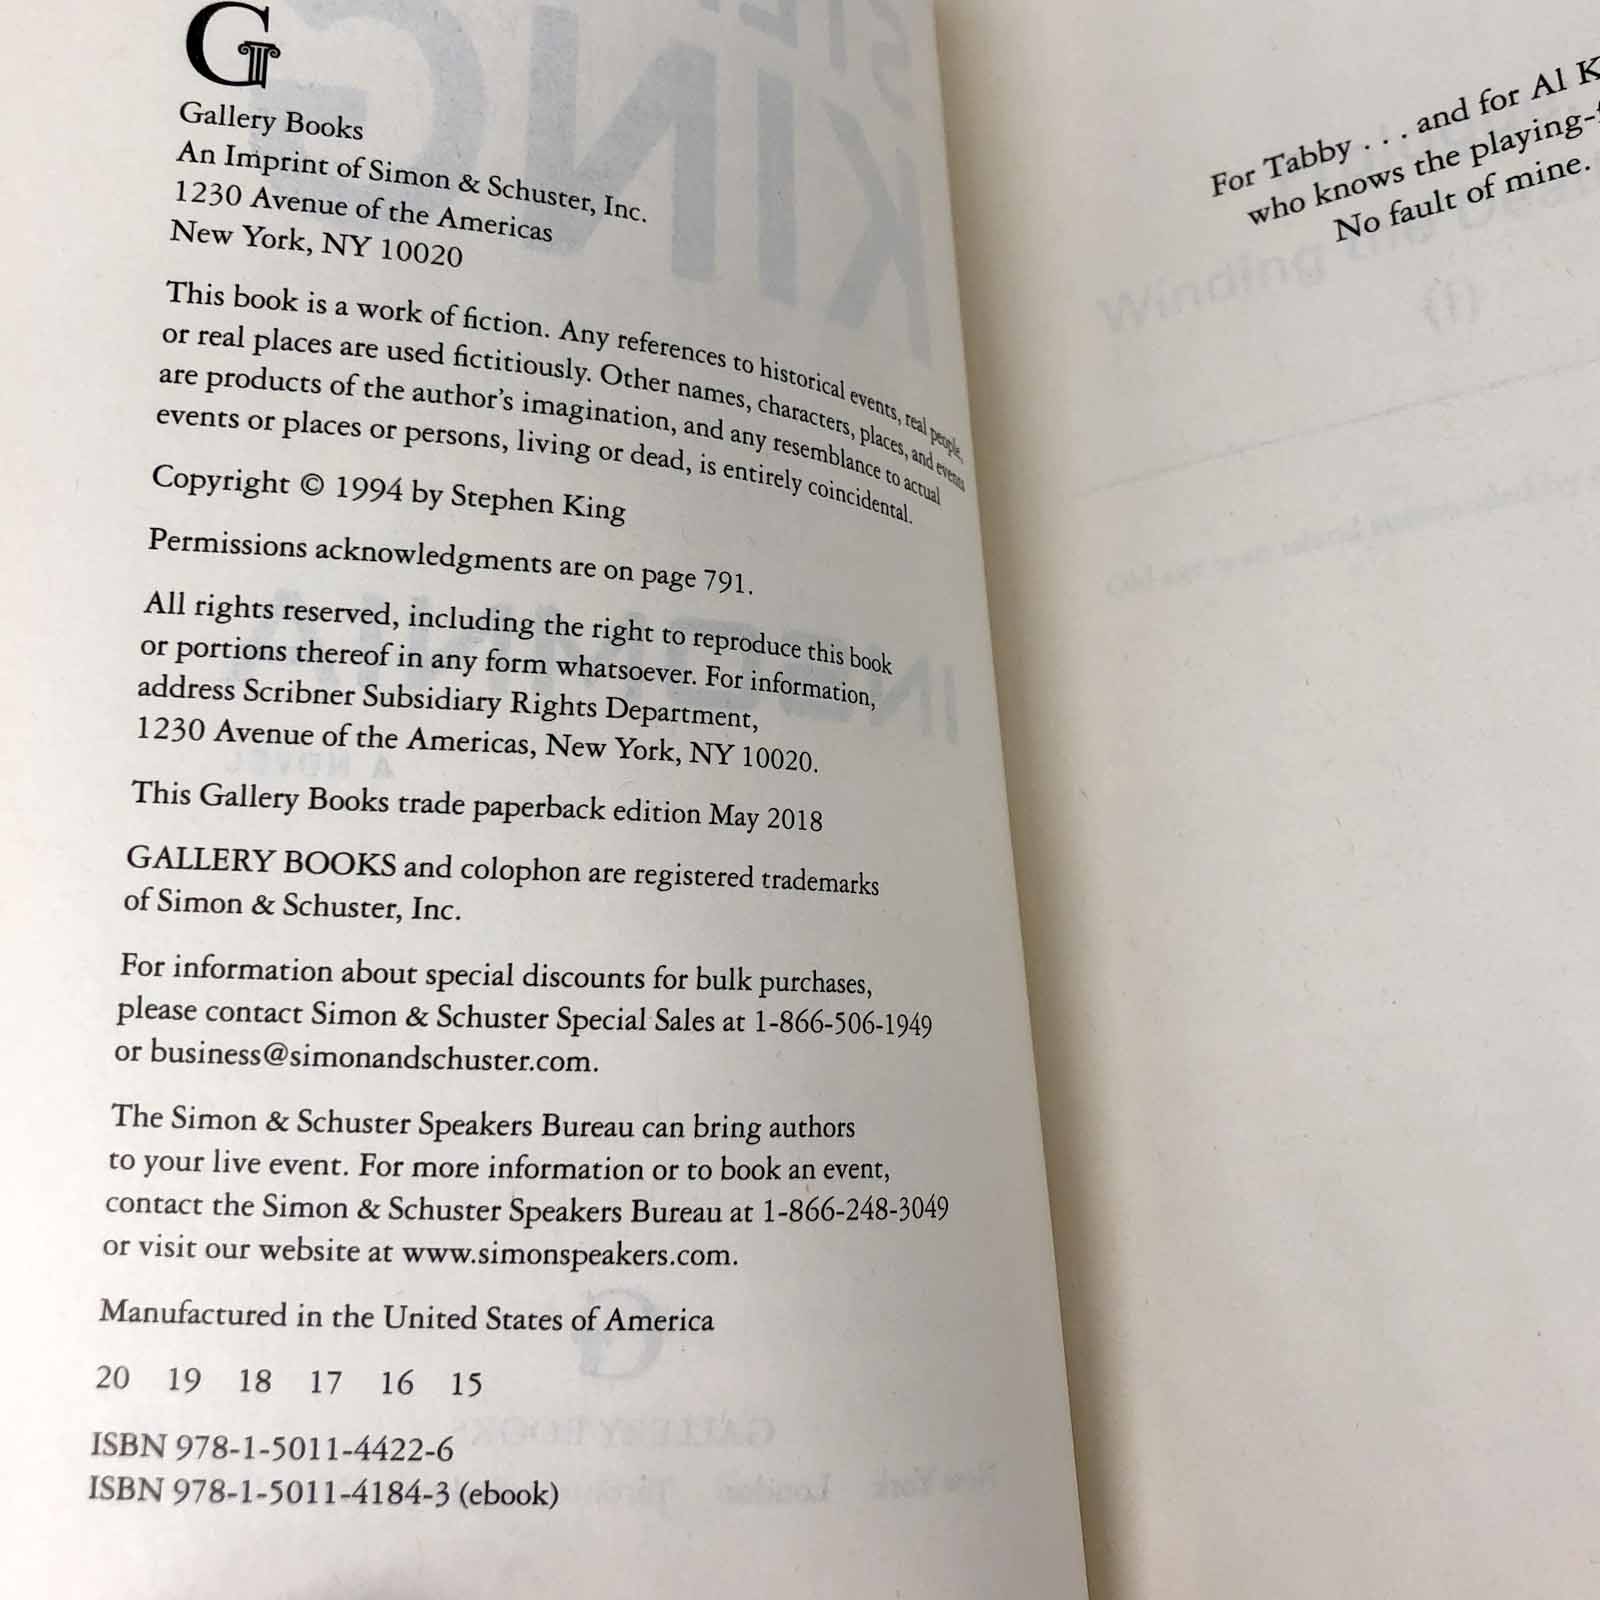 G
Gallery Books
An Imprint of Simon & Schuster, Inc.
1230 Avenue of the Americas
New York, NY 10020
This book is a work of fiction. Any references to historical events, real people,
or real places are used fictitiously. Other names, characters, places, and events
are products of the author's imagination, and any resemblance to actual
events or places or persons, living or dead, is entirely coincidental.
Copyright © 1994 by Stephen King
Permissions acknowledgments are on page 791.
All rights reserved, including the right to reproduce this book
or portions thereof in any form whatsoever. For information,
address Scribner Subsidiary Rights Department,
1230 Avenue of the Americas, New York, NY 10020.
This Gallery Books trade paperback edition May 2018
GALLERY BOOKS and colophon are registered trademarks
of Simon & Schuster, Inc.
For information about special discounts for bulk purchases,
please contact Simon & Schuster Special Sales at 1-866-506-1949
or business@simonandschuster.com.
The Simon & Schuster Speakers Bureau can bring authors
to your live event. For more information or to book an event,
contact the Simon & Schuster Speakers Bureau at 1-866-248-3049
or visit our website at www.simonspeakers.com.
Manufactured in the United States of America
20 19 18 17 16 15
ISBN 978-1-5011-4422-6
ISBN 978-1-5011-4184-3 (ebook)
For Tabby . . . and for Al K
who knows the playing-
No fault of mine.